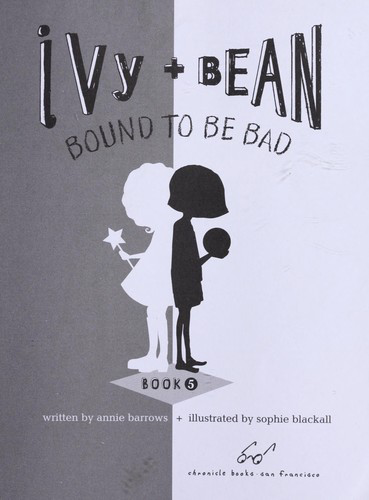 ivy + BEAN
BOUND TO BE BAD
BOOK 5
written by annie barrows + illustrated by sophie blackall
chronicle books · san francisco